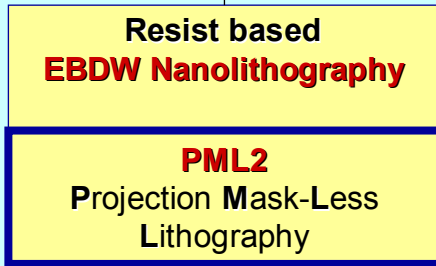 Resist based
EBDW Nanolithography
PML2
Projection Mask-Less
Lithography